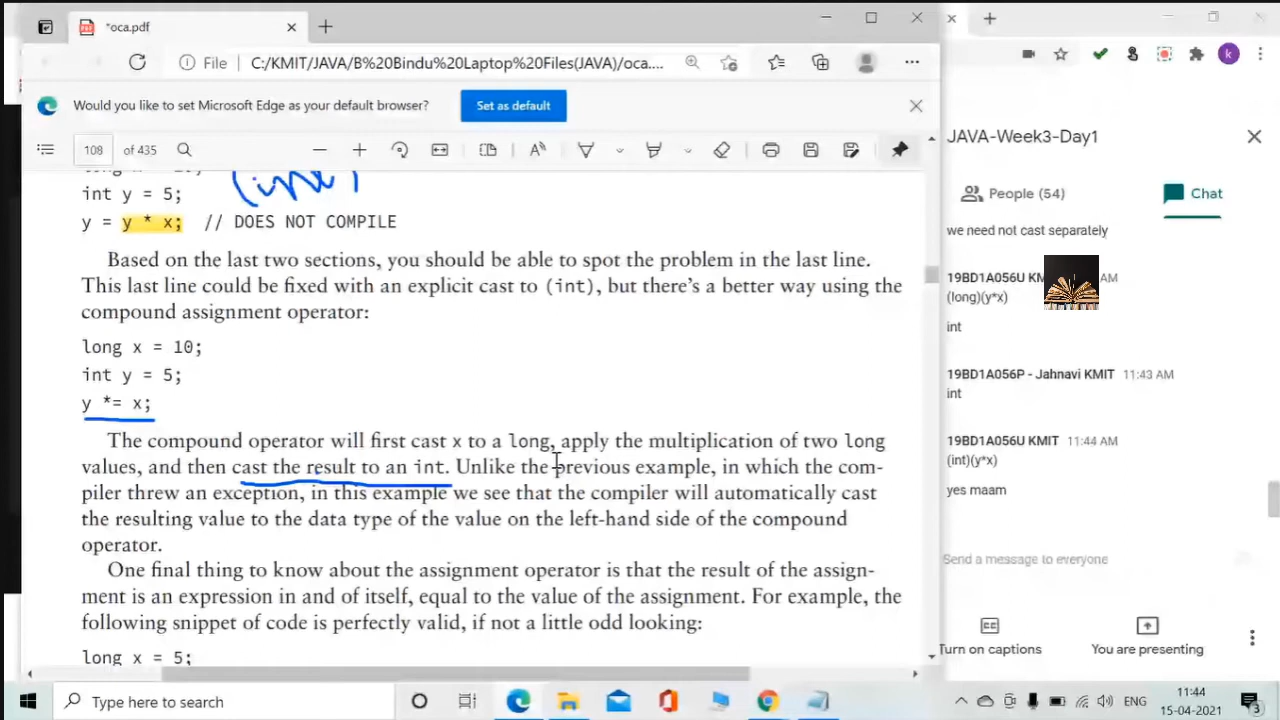 *oca.pdf
File C:/KMIT/JAVA/B%20Bindu%20Laptop%20Files(JAVA)/oca....
k
Would you like to set Microsoft Edge as your default browser? Set as default
108 of 435
JAVA-Week3-Day1
People (54) Chat
(int)
int y = 5;
y = y * x; // DOES NOT COMPILE
Based on the last two sections, you should be able to spot the problem in the last line.
This last line could be fixed with an explicit cast to (int), but there's a better way using the
compound assignment operator:
long x = 10;
int y = 5;
y *= x;
The compound operator will first cast x to a long, apply the multiplication of two long
values, and then cast the result to an int. Unlike the previous example, in which the com-
piler threw an exception, in this example we see that the compiler will automatically cast
the resulting value to the data type of the value on the left-hand side of the compound
operator.
One final thing to know about the assignment operator is that the result of the assign-
ment is an expression in and of itself, equal to the value of the assignment. For example, the
following snippet of code is perfectly valid, if not a little odd looking:
long x = 5;
we need not cast separately
19BD1A056U AM
(long)(y*x)
int
19BD1A056P - Jahnavi KMIT 11:43 AM
int
19BD1A056U KMIT 11:44 AM
(int)(y*x)
yes maam
Send a message to everyone
Turn on captions You are presenting
Type here to search
ENG
11:44
15-04-2021
3